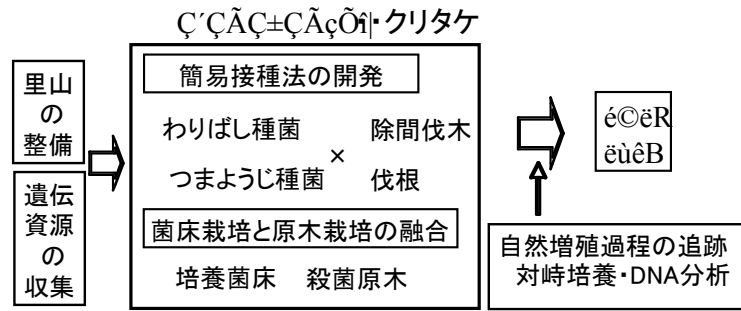 Ç´ÇÃÇ±ÇÃçÕî|・クリタケ
里山
の
整備
遺伝
資源
の
収集
簡易接種法の開発
わりばし種菌
除間伐木
×
つまようじ種菌
伐根
菌床栽培と原木栽培の融合
培養菌床 殺菌原木
é©ëR
ëùêB
自然増殖過程の追跡
対峙培養・DNA分析